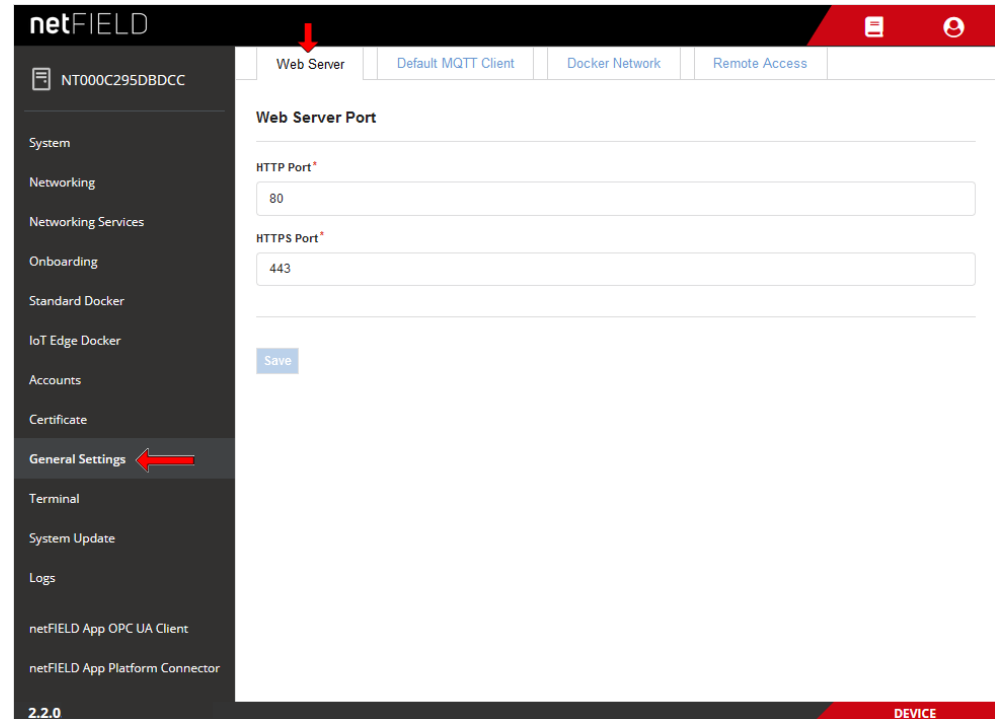 netFIELD
NT000C295DBDCC
System
Networking
Networking Services
Onboarding
Standard Docker
IoT Edge Docker
Accounts
Certificate
General Settings
Terminal
System Update
Logs
netFIELD App OPC UA Client
netFIELD App Platform Connector
2.2.0
Web Server
Default MQTT Client
Docker Network
Remote Access
Web Server Port
HTTP Port*
80
HTTPS Port*
443
Save
DEVICE